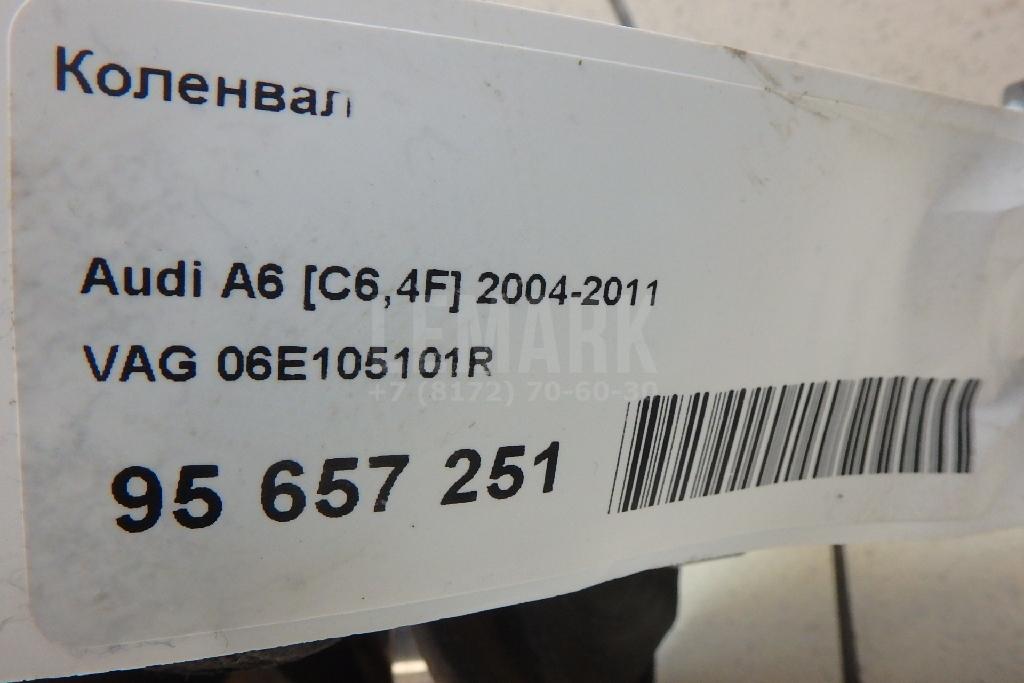 Коленвал
Audi A6 [C6,4F] 2004-2011
LEMARK
VAG 06E105101R
+7 (8172) 70-60-30
95 657 251